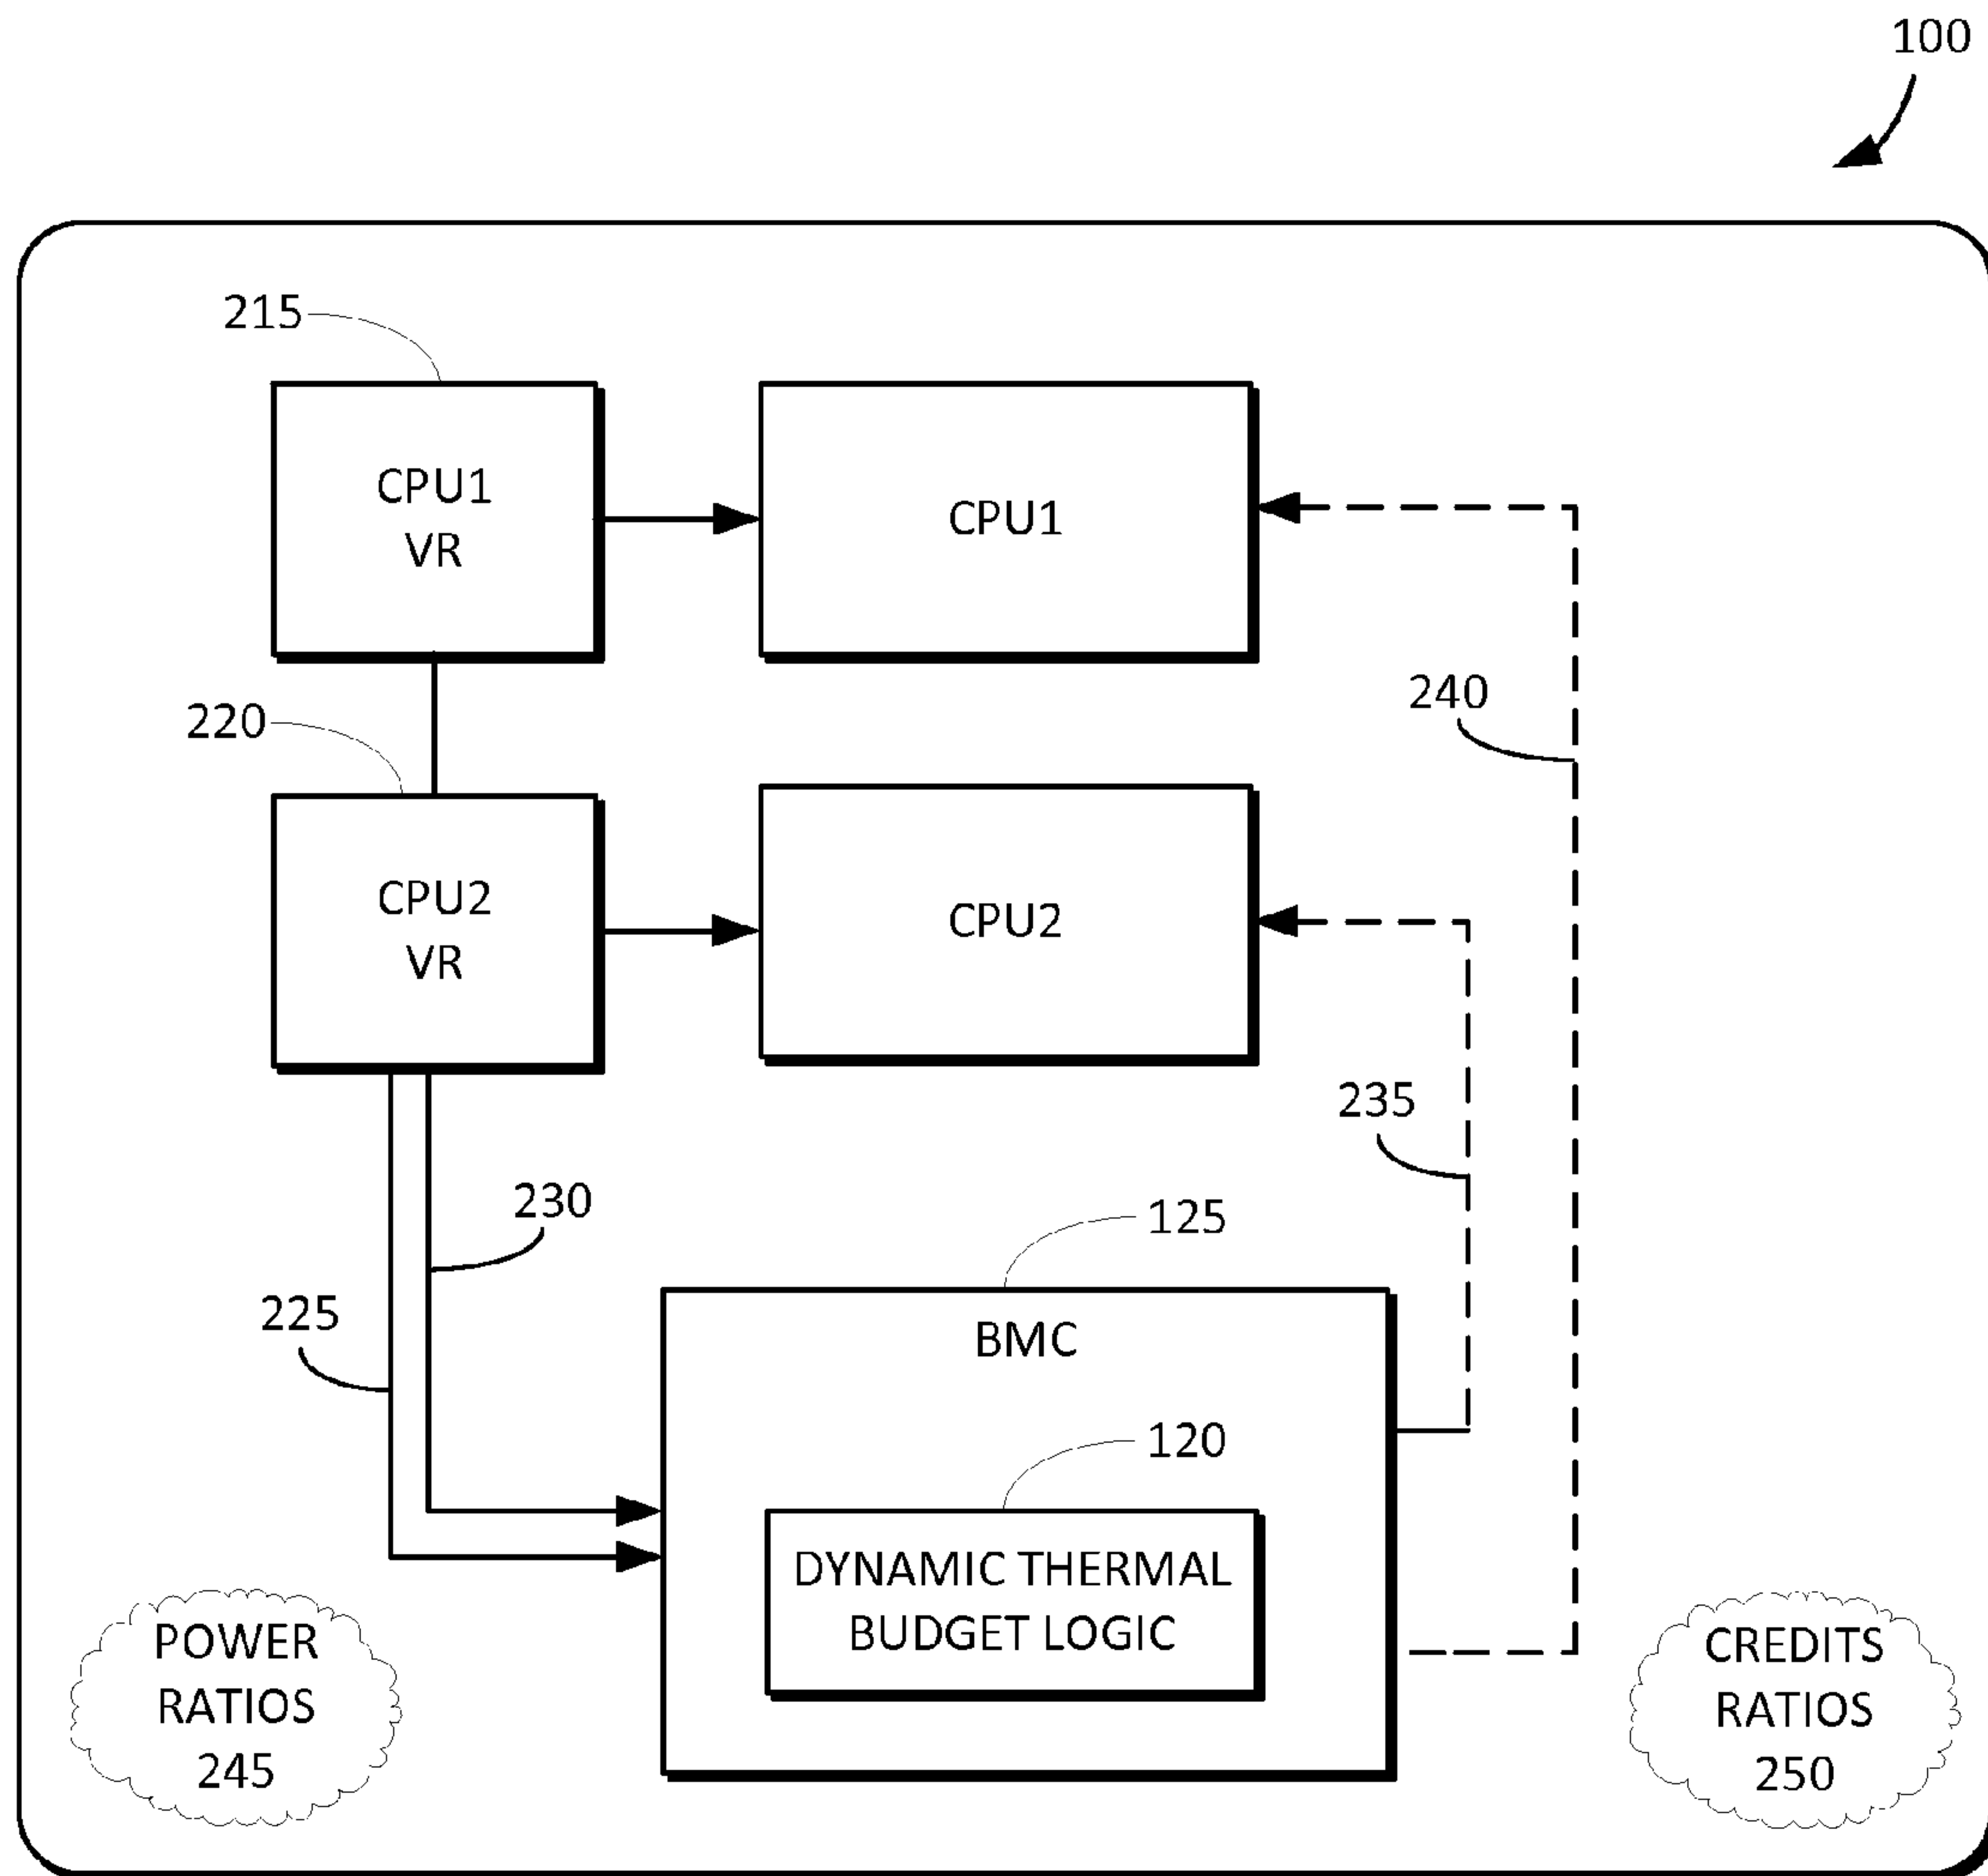 100
215
CPU1
VR
CPU1
240
220
CPU2
VR
CPU2
235
230
125
225
BMC
120
DYNAMIC THERMAL
BUDGET LOGIC
POWER
RATIOS
245
CREDITS
RATIOS
250